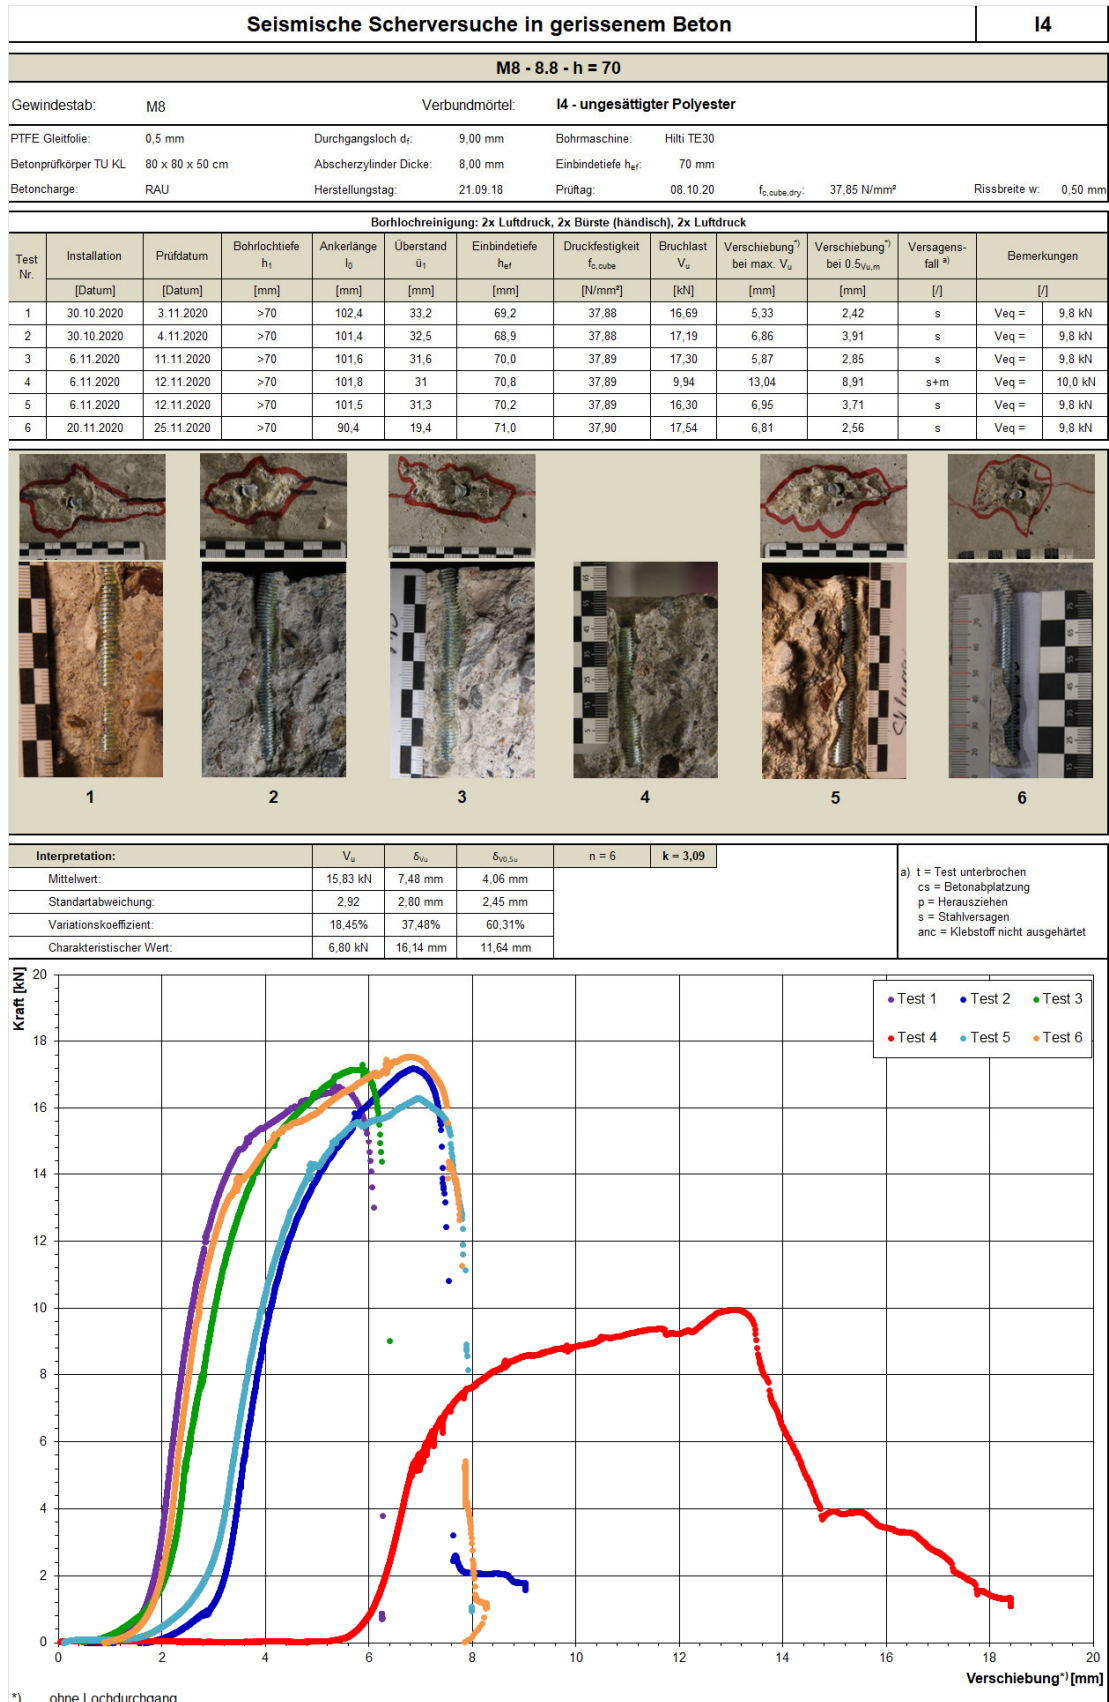 Seismische Scherversuche in gerissenem Beton I4
M8 - 8.8 - h = 70
Gewindestab: M8 Verbundmörtel: I4 - ungesättigter Polyester
PTFE Gleitfolie: 0,5 mm Durchgangsloch df: 9,00 mm Bohrmaschine: Hilti TE30
Betonprüfkörper TU KL 80 x 80 x 50 cm Abscherzylinder Dicke: 8,00 mm Einbindetiefe hef: 70 mm
Betoncharge: RAU Herstellungstag: 21.09.18 Prüftag: 08.10.20 fc,cube,dry: 37,85 N/mm² Rissbreite w: 0,50 mm
Borhlochreinigung: 2x Luftdruck, 2x Bürste (händisch), 2x Luftdruck
Test Nr. Installation Prüfdatum Bohrlochtiefe h1 Ankerlänge l0 Überstand ü1 Einbindetiefe hef Druckfestigkeit fc,cube Bruchlast Vu Verschiebung*) bei max. Vu Verschiebung*) bei 0.5Vu,m Versagens- fall a) Bemerkungen
[Datum] [Datum] [mm] [mm] [mm] [mm] [N/mm²] [kN] [mm] [mm] [/] [/]
1 30.10.2020 3.11.2020 >70 102,4 33,2 69,2 37,88 16,69 5,33 2,42 s Veq = 9,8 kN
2 30.10.2020 4.11.2020 >70 101,4 32,5 68,9 37,88 17,19 6,86 3,91 s Veq = 9,8 kN
3 6.11.2020 11.11.2020 >70 101,6 31,6 70,0 37,89 17,30 5,87 2,85 s Veq = 9,8 kN
4 6.11.2020 12.11.2020 >70 101,8 31 70,8 37,89 9,94 13,04 8,91 s+m Veq = 10,0 kN
5 6.11.2020 12.11.2020 >70 101,5 31,3 70,2 37,89 16,30 6,95 3,71 s Veq = 9,8 kN
6 20.11.2020 25.11.2020 >70 90,4 19,4 71,0 37,90 17,54 6,81 2,56 s Veq = 9,8 kN
1 2 3 4 5 6
Interpretation: Vu δVu δV0,5u n = 6 k = 3,09
Mittelwert: 15,83 kN 7,48 mm 4,06 mm
Standartabweichung: 2,92 2,80 mm 2,45 mm
Variationskoeffizient: 18,45% 37,48% 60,31%
Charakteristischer Wert: 6,80 kN 16,14 mm 11,64 mm
a) t = Test unterbrochen
cs = Betonabplatzung
p = Herausziehen
s = Stahlversagen
anc = Klebstoff nicht ausgehärtet
Kraft [kN]
20
18
16
14
12
10
8
6
4
2
0
Test 1 Test 2 Test 3
Test 4 Test 5 Test 6
0 2 4 6 8 10 12 14 16 18 20
Verschiebung*) [mm]
*) ohne Lochdurchgang